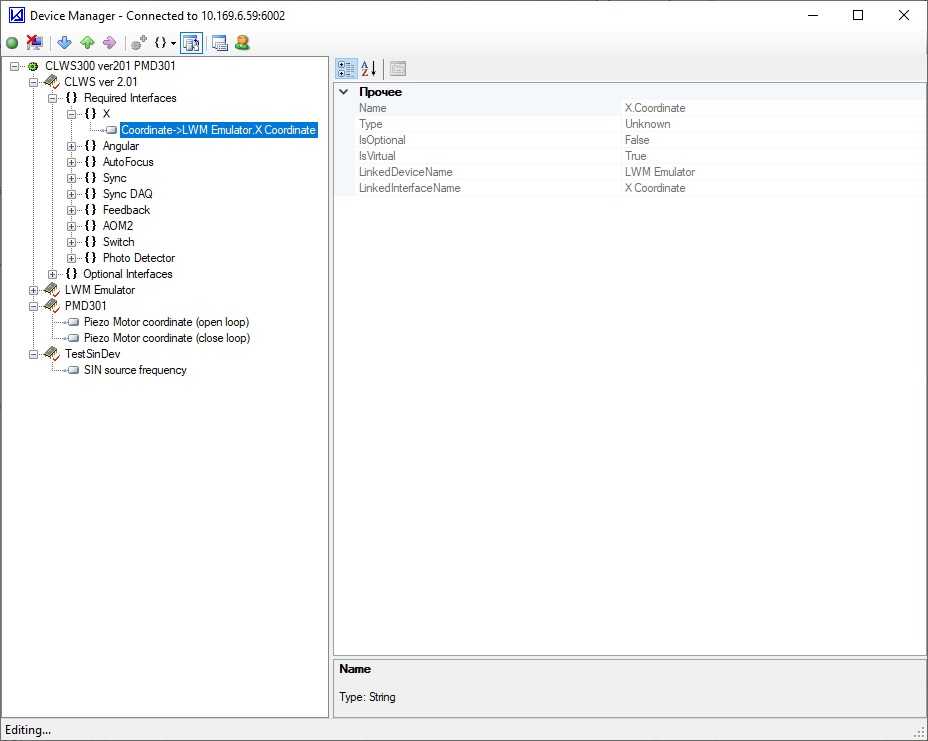 Device Manager - Connected to 10.169.6.59:6002
CLWS300 ver201 PMD301
CLWS ver 2.01
Required Interfaces
X
Coordinate->LWM Emulator.X Coordinate
Angular
AutoFocus
Sync
Sync DAQ
Feedback
AOM2
Switch
Photo Detector
Optional Interfaces
LWM Emulator
PMD301
Piezo Motor coordinate (open loop)
Piezo Motor coordinate (close loop)
TestSinDev
SIN source frequency
Прочее
Name X.Coordinate
Type Unknown
IsOptional False
IsVirtual True
LinkedDeviceName LWM Emulator
LinkedInterfaceName X Coordinate
Name
Type: String
Editing...